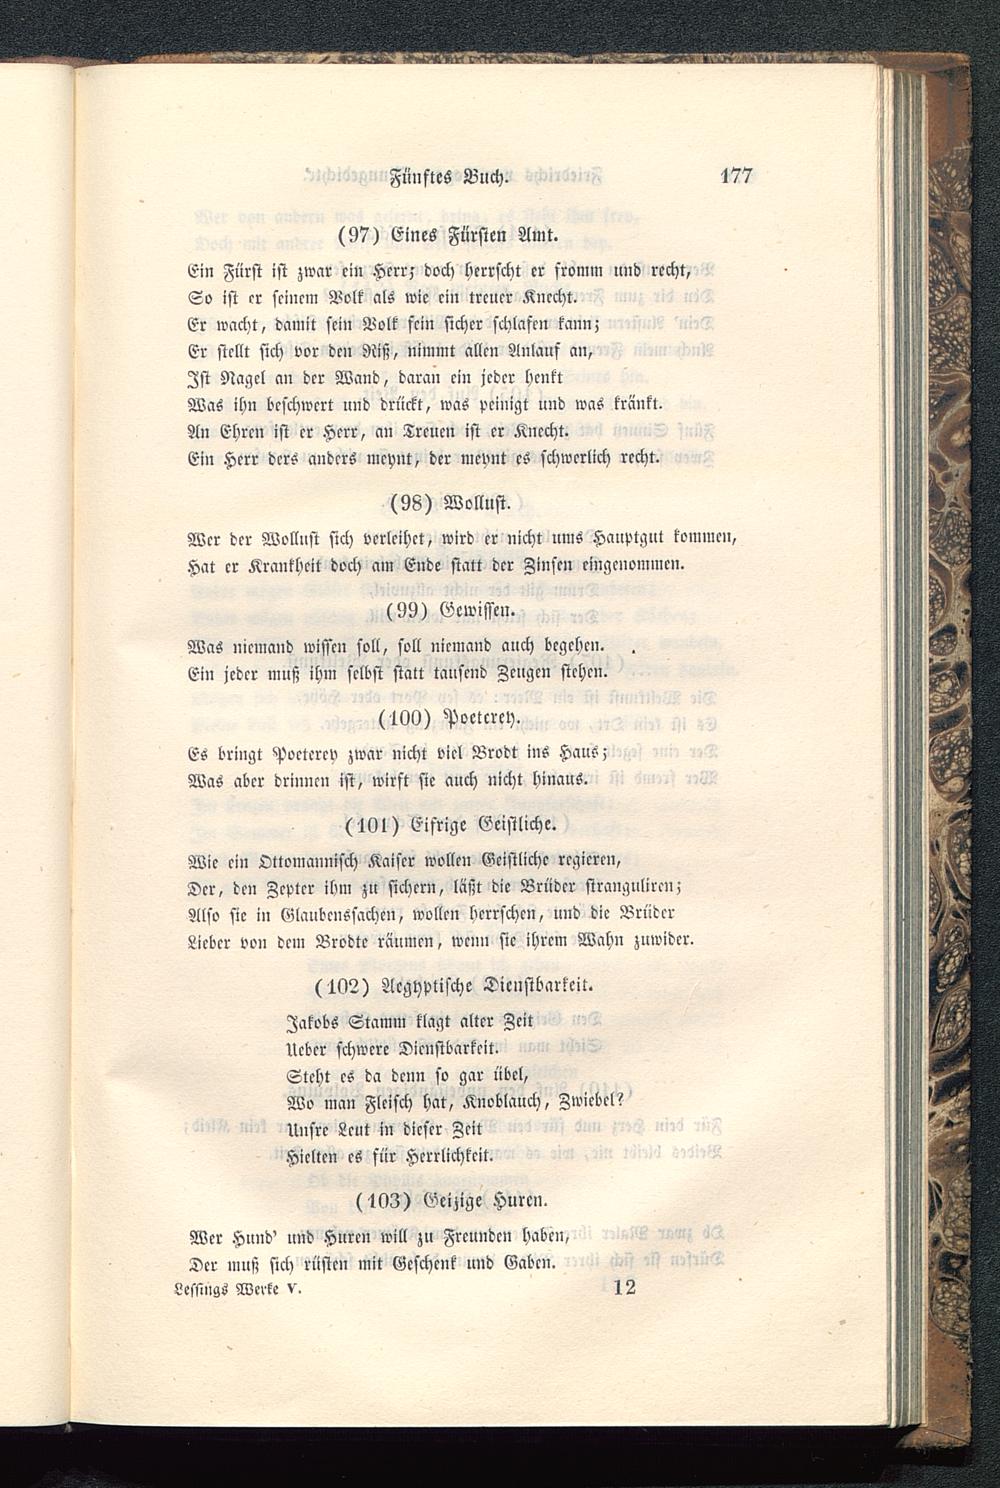 Fünftes Buch. 177
(97) Eines Fürsten Amt.
Ein Fürst ist zwar ein Herr; doch herrscht er fromm und recht,
So ist er seinem Volk als wie ein treuer Knecht.
Er wacht, damit sein Volk fein sicher schlafen kann;
Er stellt sich vor den Riß, nimmt allen Anlauf an,
Ist Nagel an der Wand, daran ein jeder henkt
Was ihn beschwert und drückt, was peinigt und was kränkt.
An Ehren ist er Herr, an Treuen ist er Knecht.
Ein Herr ders anders meynt, der meynt es schwerlich recht.
(98) Wollust.
Wer der Wollust sich verleihet, wird er nicht ums Hauptgut kommen,
Hat er Krankheit doch am Ende statt der Zinsen eingenommen.
(99) Gewissen.
Was niemand wissen soll, soll niemand auch begehen.
Ein jeder muß ihm selbst statt tausend Zeugen stehen.
(100) Poeterey.
Es bringt Poeterey zwar nicht viel Brodt ins Haus;
Was aber drinnen ist, wirft sie auch nicht hinaus.
(101) Eifrige Geistliche.
Wie ein Ottomannisch Kaiser wollen Geistliche regieren,
Der, den Zepter ihm zu sichern, läßt die Brüder stranguliren;
Also sie in Glaubenssachen, wollen herrschen, und die Brüder
Lieber von dem Brodte räumen, wenn sie ihrem Wahn zuwider.
(102) Aegyptische Dienstbarkeit.
Jakobs Stamm klagt alter Zeit
Ueber schwere Dienstbarkeit.
Steht es da denn so gar übel,
Wo man Fleisch hat, Knoblauch, Zwiebel?
Unsre Leut in dieser Zeit
Hielten es für Herrlichkeit.
(103) Geizige Huren.
Wer Hund' und Huren will zu Freunden haben,
Der muß sich rüsten mit Geschenk und Gaben.
Lessings Werke V. 12